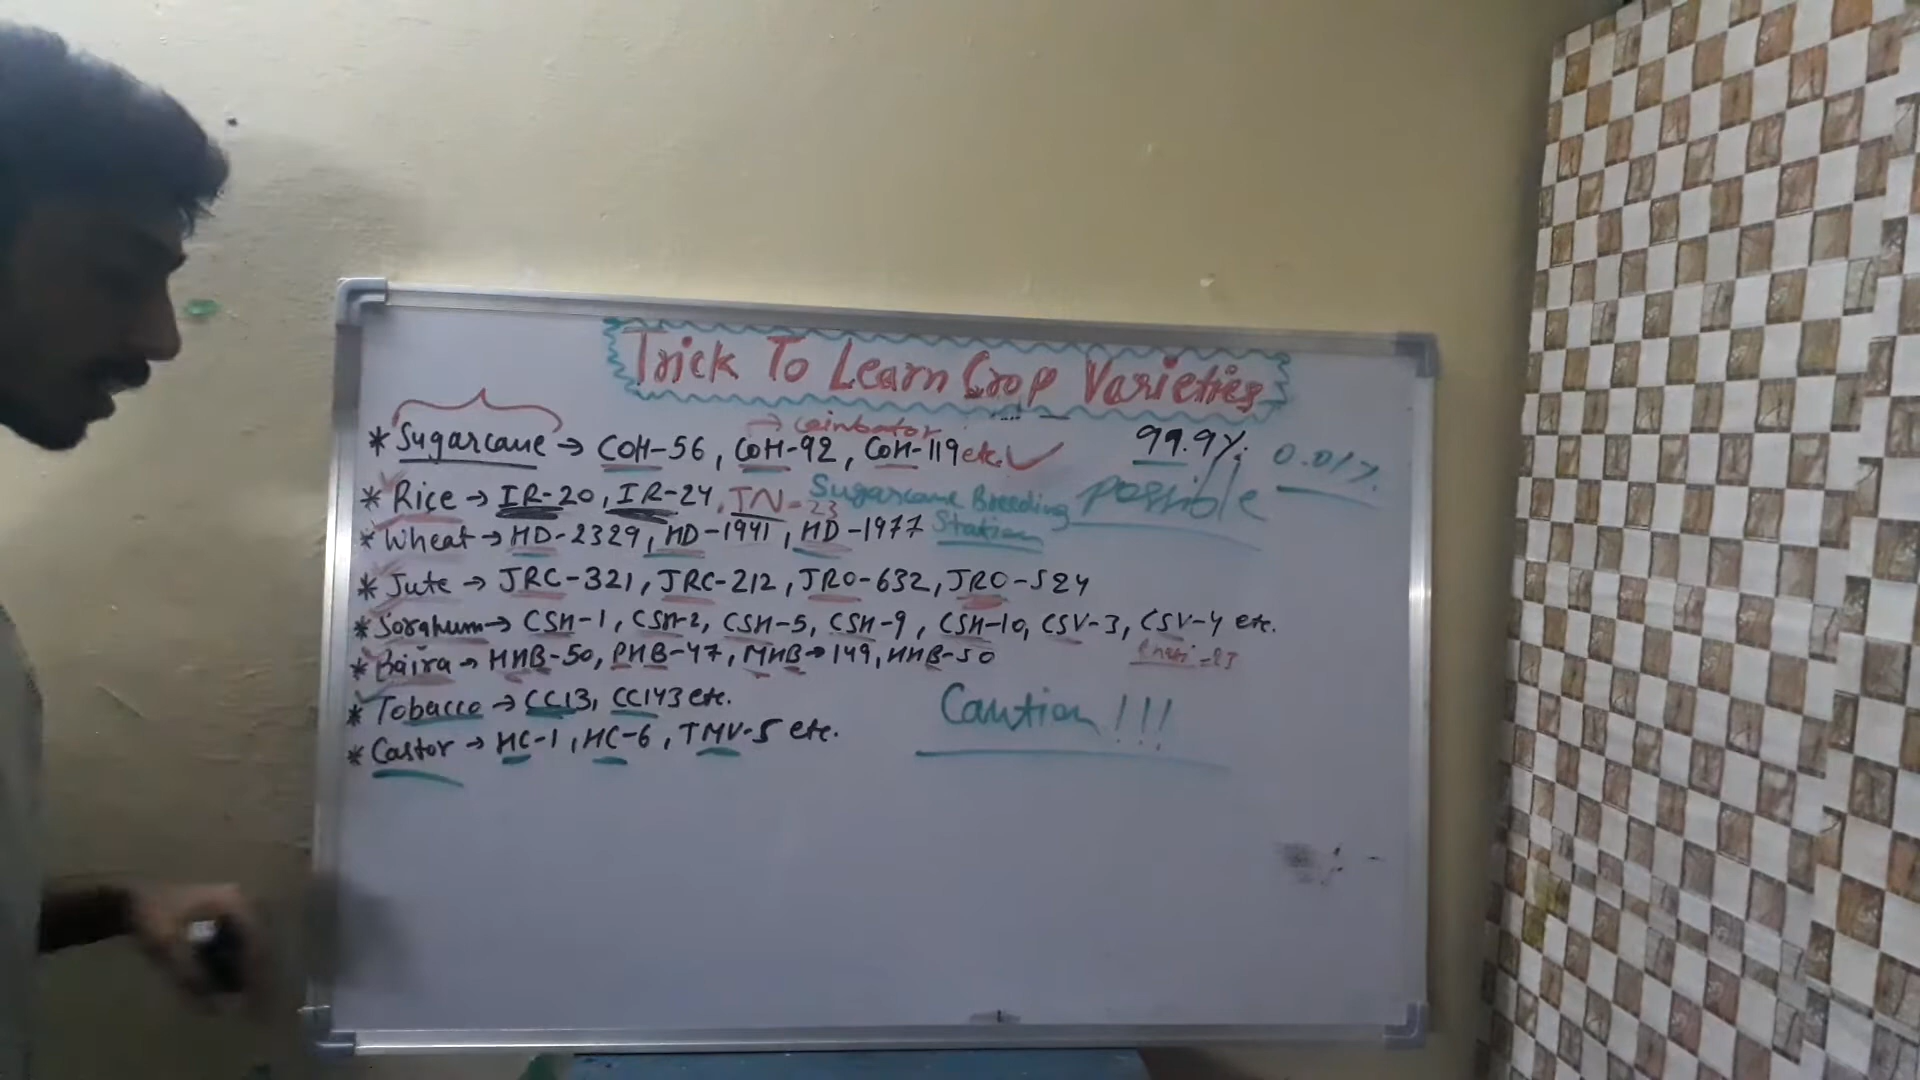 Trick To Learn Crop Varieties
→ Coinbator
* Sugarcane → COH-56, COH-92, COH-119 etc. ✓
99.9%
0.01%
possible
* Rice → IR-20, IR-24, TN-23
Sugarcane Breeding
Station
* Wheat → HD-2329, HD-1941, HD-1977
* Jute → JRC-321, JRC-212, JRO-632, JRO-524
* Sorghum → CSH-1, CSH-2, CSH-5, CSH-9, CSH-10, CSV-3, CSV-4 etc.
* Bajra → HHB-50, PHB-47, MHB → 149, HHB-50
* Tobacco → CC13, CC143 etc.
* Castor → HC-1, HC-6, TMV-5 etc.
Caution !!!